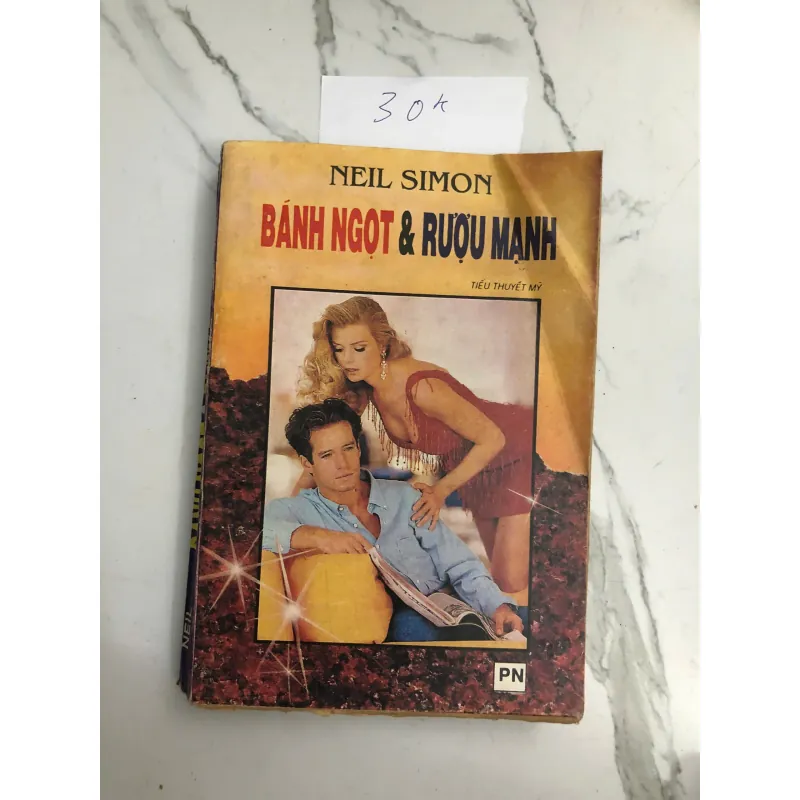 30k
NEIL SIMON
BÁNH NGỌT & RƯỢU MẠNH
TIỂU THUYẾT MỸ
PN
NEIL